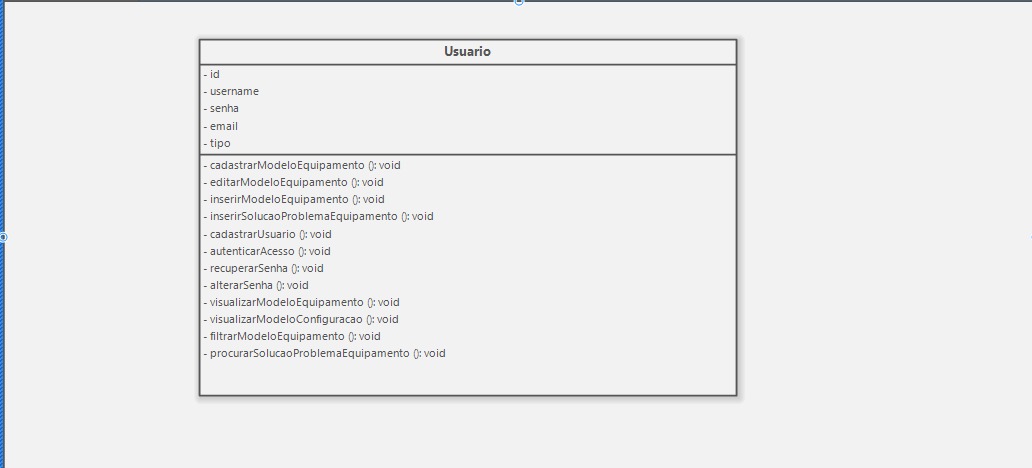 Usuario
- id
- username
- senha
- email
- tipo
- cadastrarModeloEquipamento (): void
- editarModeloEquipamento (): void
- inserirModeloEquipamento (): void
- inserirSolucaoProblemaEquipamento (): void
- cadastrarUsuario (): void
- autenticarAcesso (): void
- recuperarSenha (): void
- alterarSenha (): void
- visualizarModeloEquipamento (): void
- visualizarModeloConfiguracao (): void
- filtrarModeloEquipamento (): void
- procurarSolucaoProblemaEquipamento (): void